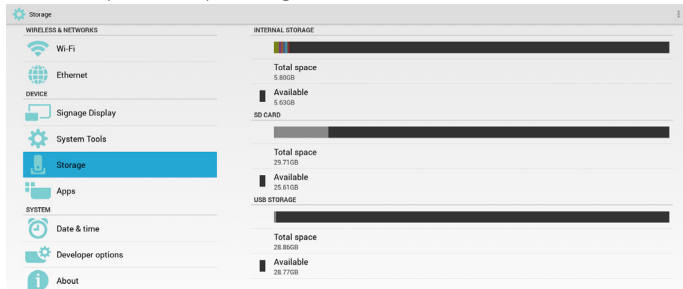 Storage
WIRELESS & NETWORKS
Wi-Fi
Ethernet
DEVICE
Signage Display
System Tools
Storage
Apps
SYSTEM
Date & time
Developer options
About
INTERNAL STORAGE
Total space
5.80GB
Available
5.63GB
SD CARD
Total space
29.71GB
Available
25.61GB
USB STORAGE
Total space
28.86GB
Available
28.77GB